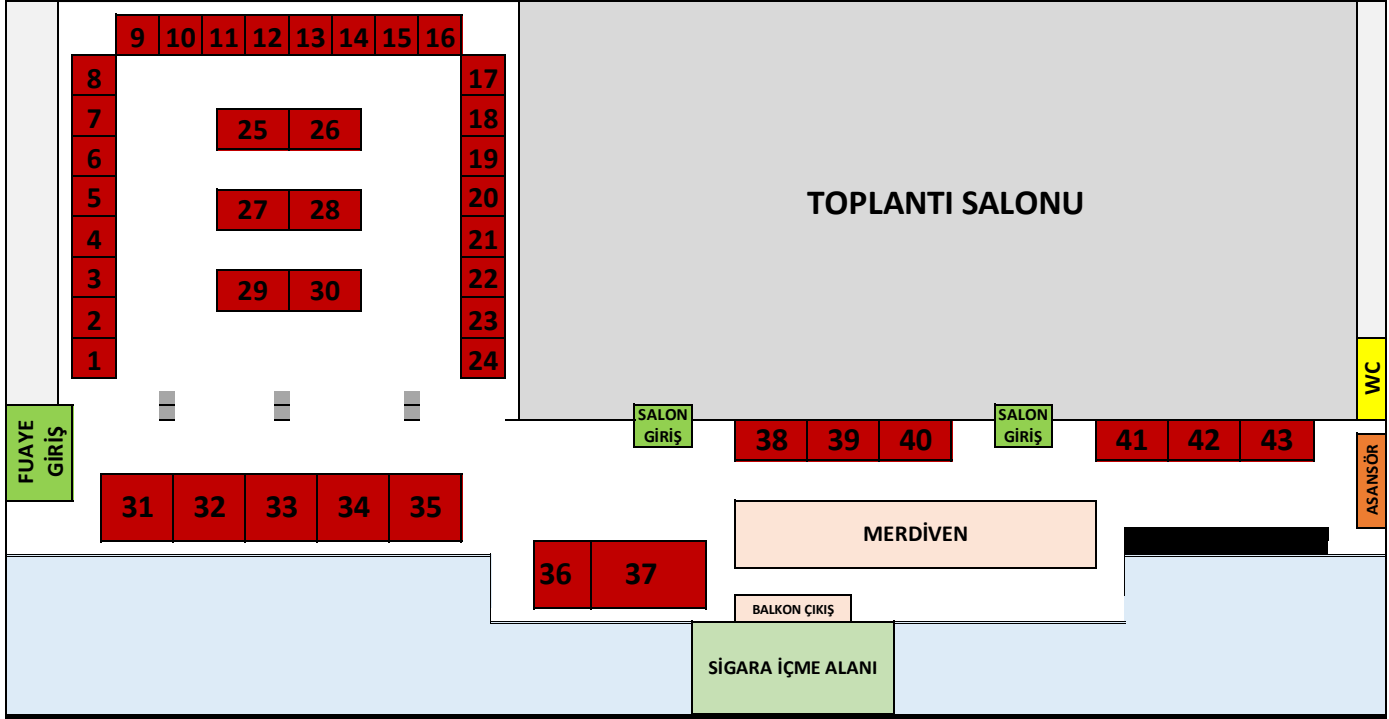 9 10 11 12 13 14 15 16
8
7
6
5
4
3
2
1
25 26
27 28
29 30
17
18
19
20
21
22
23
24
TOPLANTI SALONU
WC
FUAYE
GİRİŞ
SALON
GİRİŞ
38 39 40
SALON
GİRİŞ
41 42 43
ASANSÖR
31 32 33 34 35
MERDİVEN
36 37
BALKON ÇIKIŞ
SİGARA İÇME ALANI